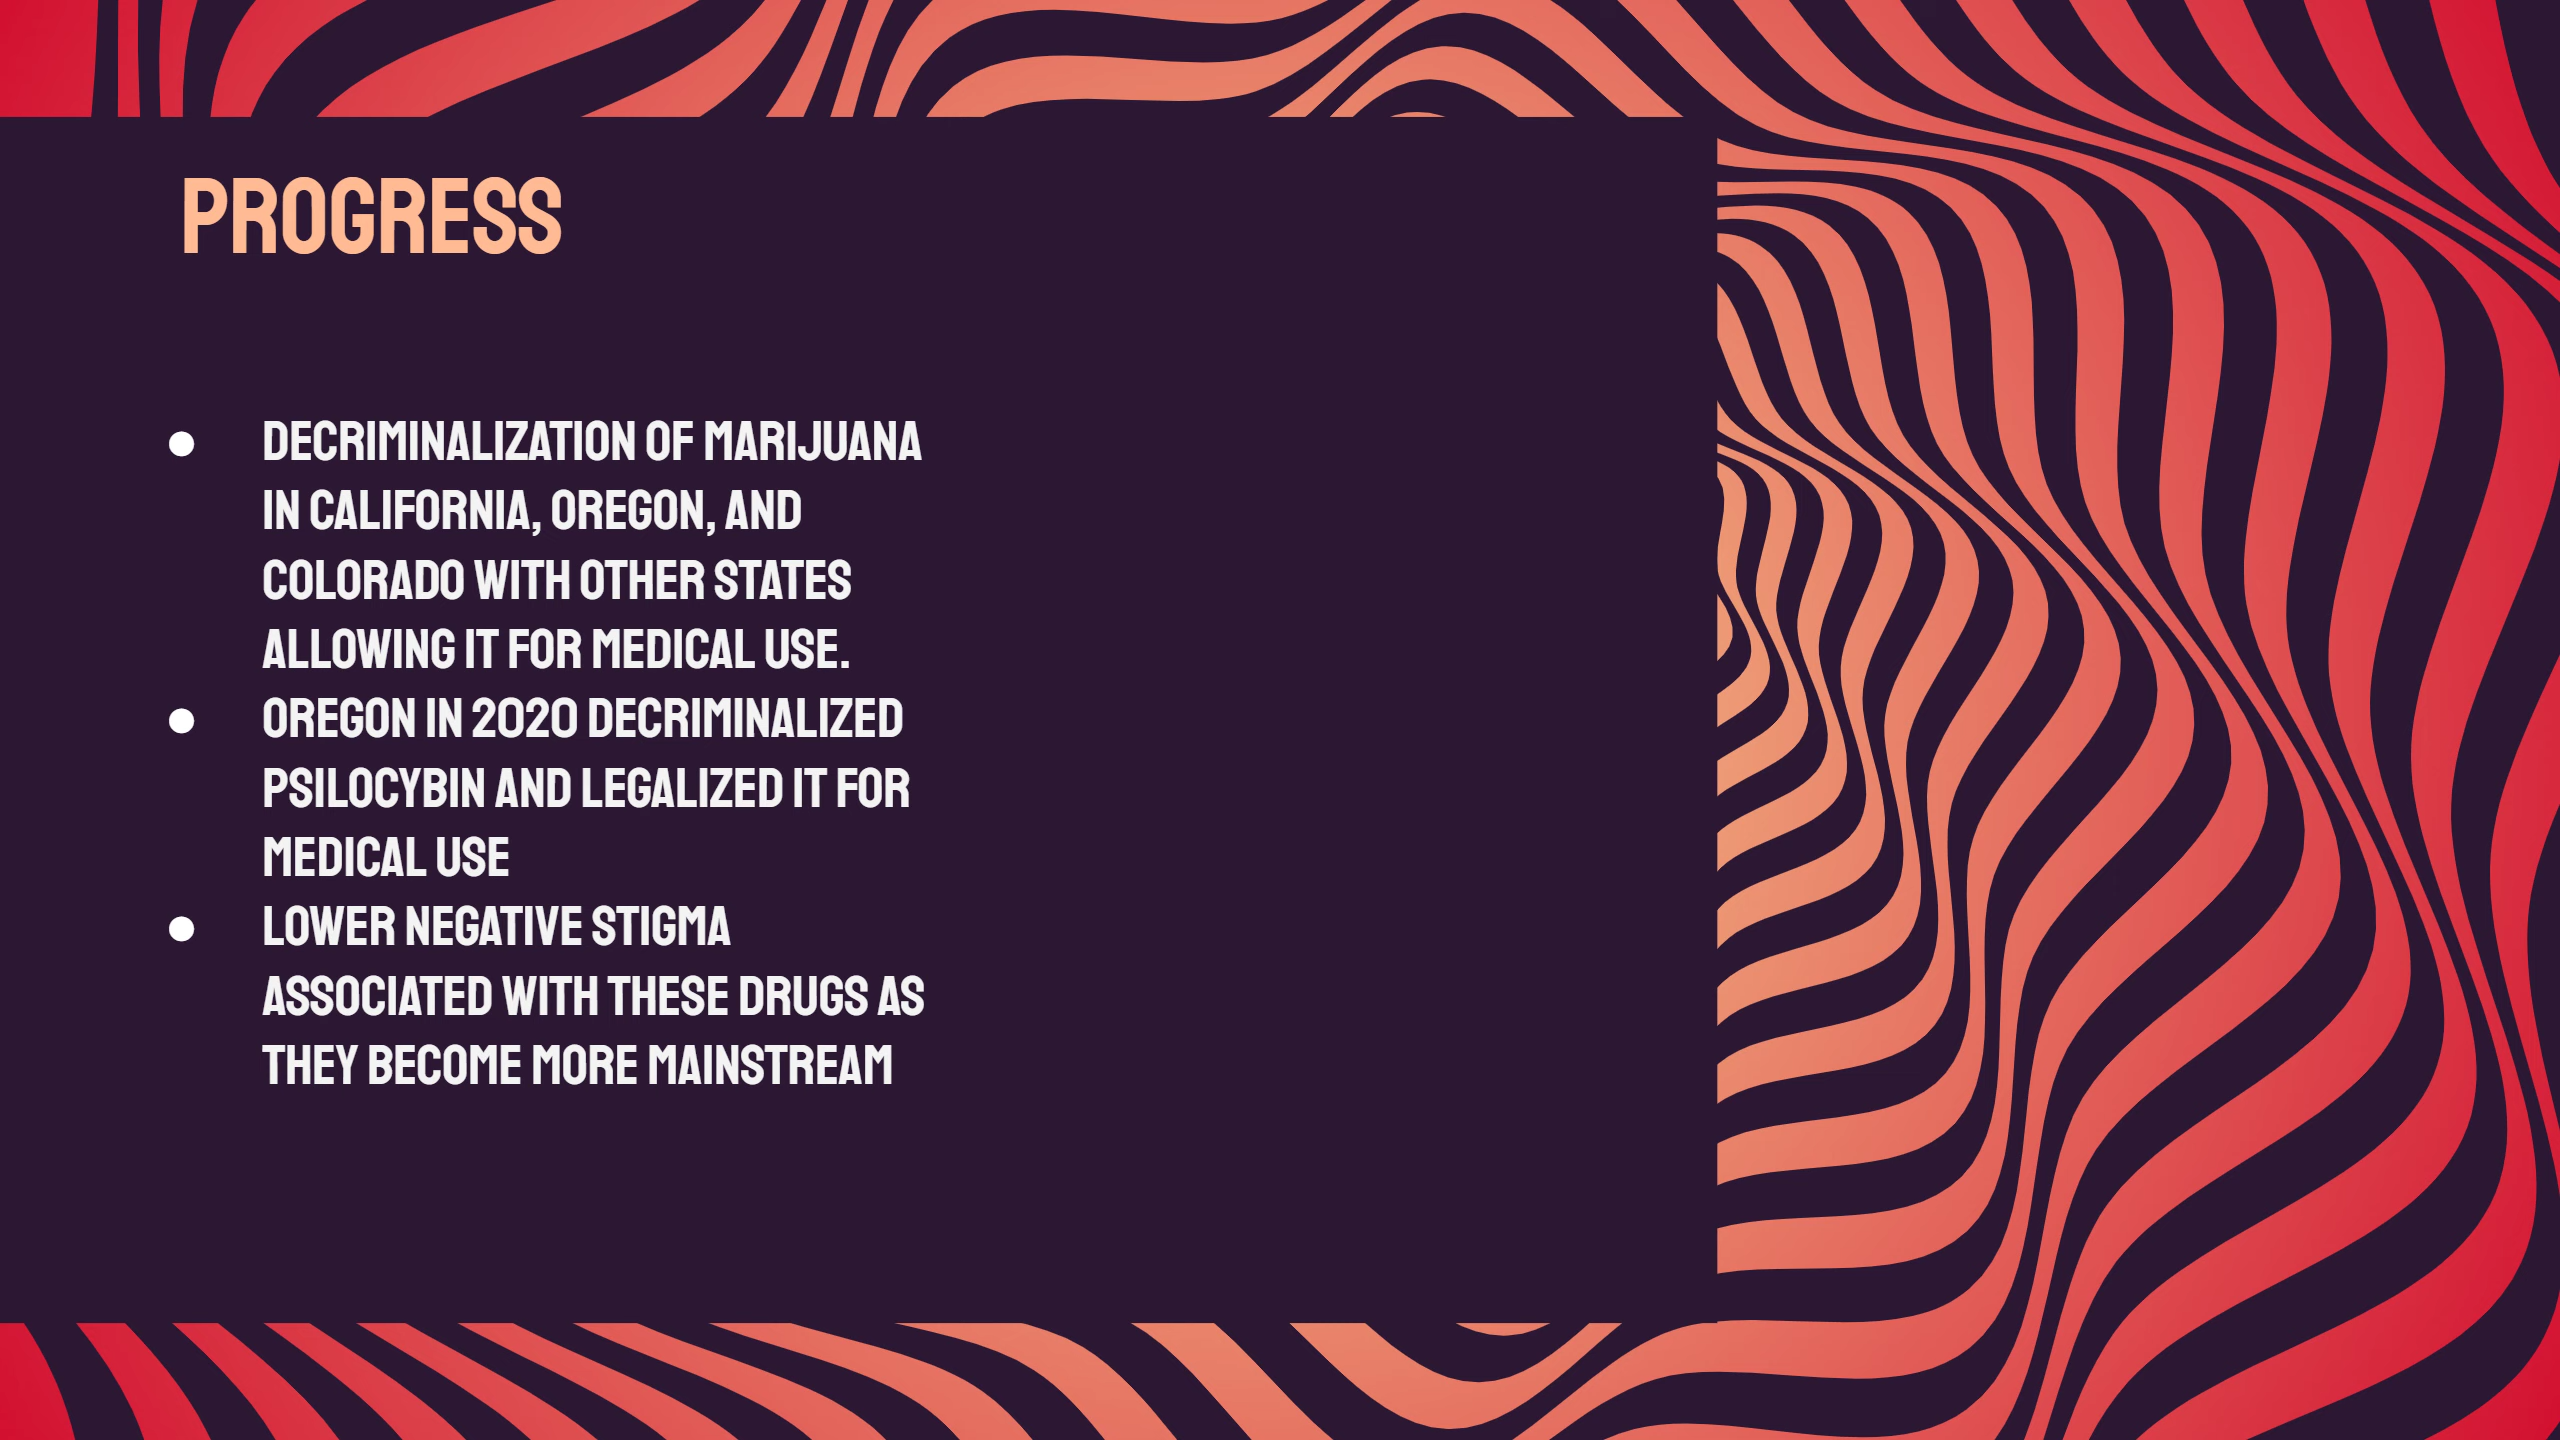 PROGRESS
● DECRIMINALIZATION OF MARIJUANA
IN CALIFORNIA, OREGON, AND
COLORADO WITH OTHER STATES
ALLOWING IT FOR MEDICAL USE.
● OREGON IN 2020 DECRIMINALIZED
PSILOCYBIN AND LEGALIZED IT FOR
MEDICAL USE
● LOWER NEGATIVE STIGMA
ASSOCIATED WITH THESE DRUGS AS
THEY BECOME MORE MAINSTREAM